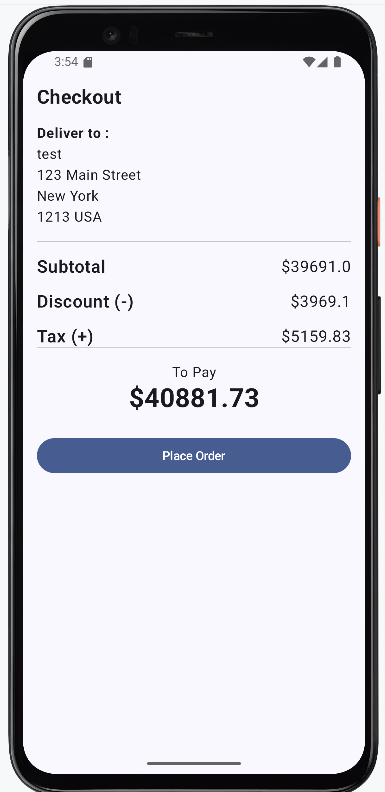 3:54
Checkout
Deliver to :
test
123 Main Street
New York
1213 USA
Subtotal $39691.0
Discount (-) $3969.1
Tax (+) $5159.83
To Pay
$40881.73
Place Order